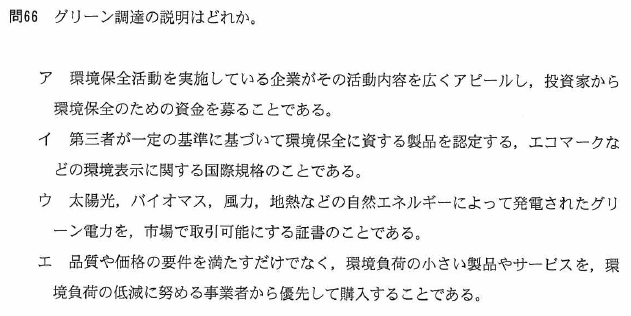 問66 グリーン調達の説明はどれか。
ア 環境保全活動を実施している企業がその活動内容を広くアピールし，投資家から
環境保全のための資金を募ることである。
イ 第三者が一定の基準に基づいて環境保全に資する製品を認定する，エコマークな
どの環境表示に関する国際規格のことである。
ウ 太陽光，バイオマス，風力，地熱などの自然エネルギーによって発電されたグリ
ーン電力を，市場で取引可能にする証書のことである。
エ 品質や価格の要件を満たすだけでなく，環境負荷の小さい製品やサービスを，環
境負荷の低減に努める事業者から優先して購入することである。